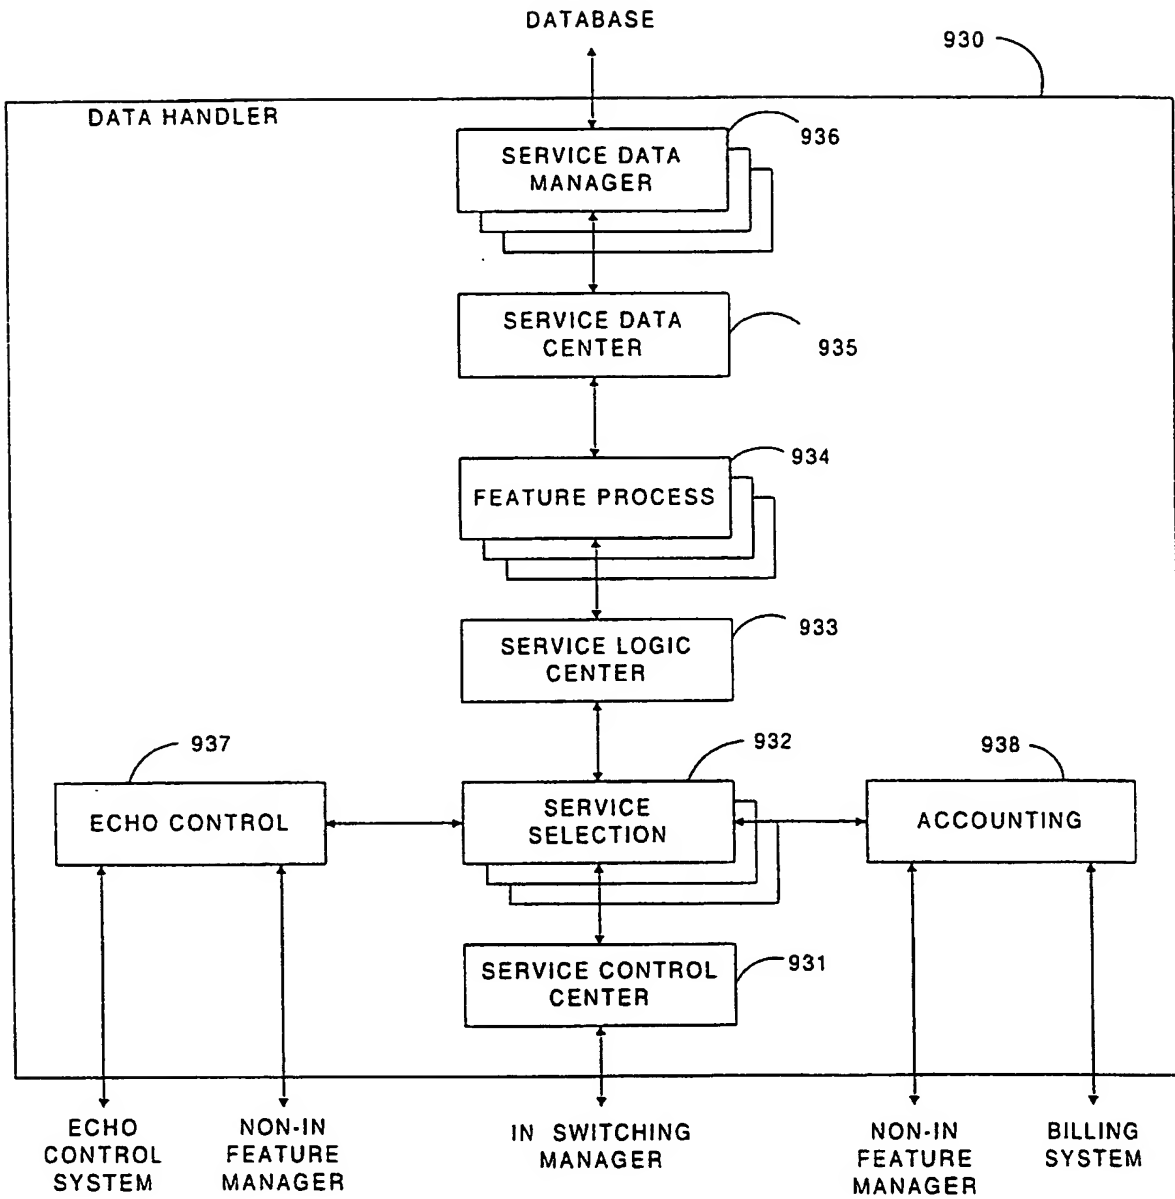 DATABASE
930
DATA HANDLER
936
SERVICE DATA
MANAGER
SERVICE DATA
CENTER
935
934
FEATURE PROCESS
933
SERVICE LOGIC
CENTER
937
932
938
ECHO CONTROL
SERVICE
SELECTION
ACCOUNTING
SERVICE CONTROL
CENTER
931
ECHO
CONTROL
SYSTEM
NON-IN
FEATURE
MANAGER
IN SWITCHING
MANAGER
NON-IN
FEATURE
MANAGER
BILLING
SYSTEM